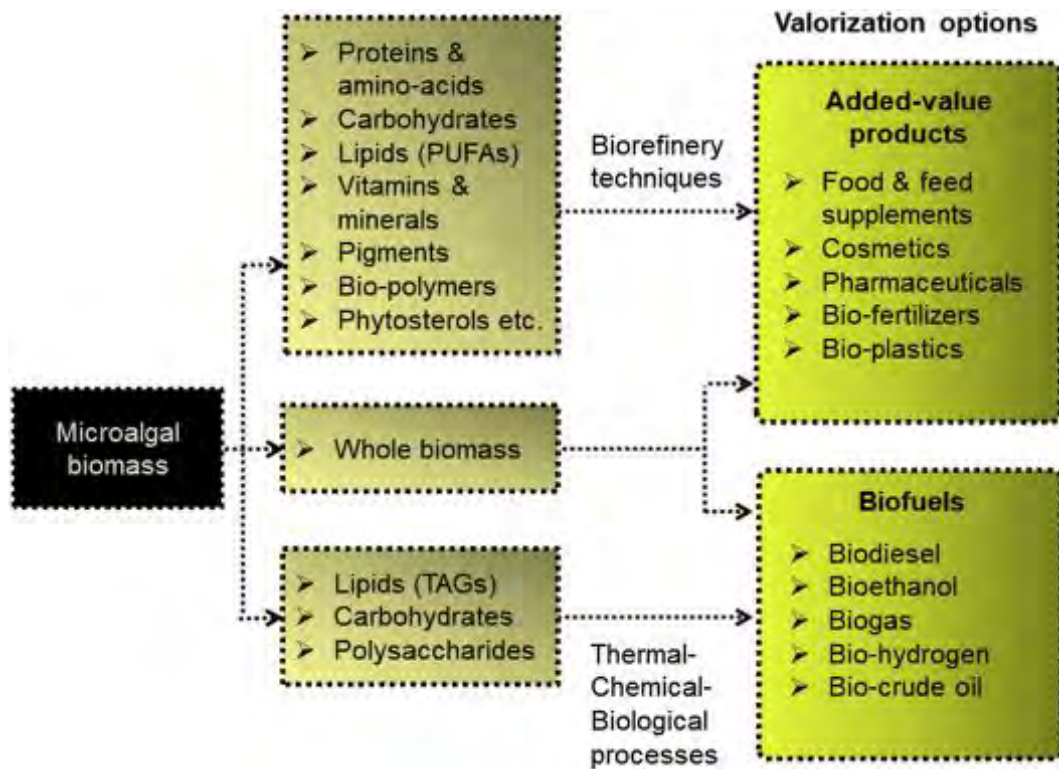 Valorization options
Microalgal
biomass
➢ Proteins &
amino-acids
➢ Carbohydrates
➢ Lipids (PUFAs)
➢ Vitamins &
minerals
➢ Pigments
➢ Bio-polymers
➢ Phytosterols etc.
➢ Whole biomass
➢ Lipids (TAGs)
➢ Carbohydrates
➢ Polysaccharides
Biorefinery
techniques
Thermal-
Chemical-
Biological
processes
Added-value
products
➢ Food & feed
supplements
➢ Cosmetics
➢ Pharmaceuticals
➢ Bio-fertilizers
➢ Bio-plastics
Biofuels
➢ Biodiesel
➢ Bioethanol
➢ Biogas
➢ Bio-hydrogen
➢ Bio-crude oil